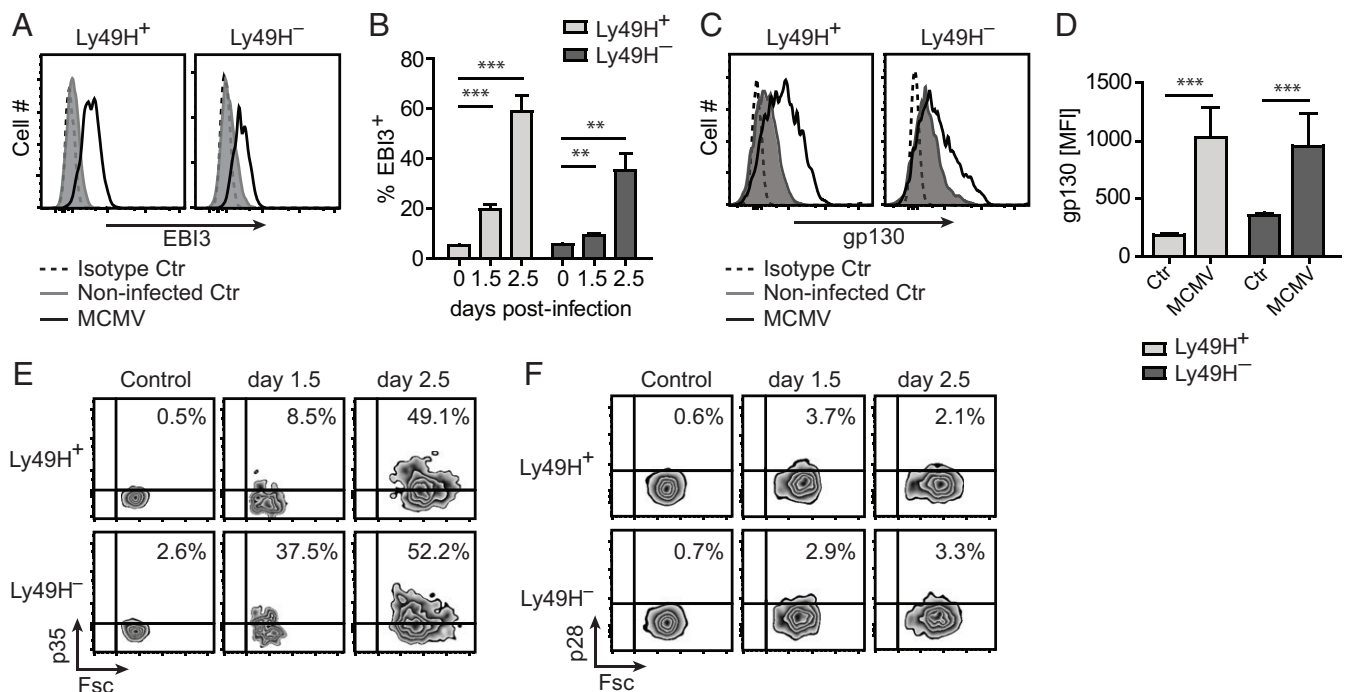 A
Ly49H+
Ly49H−
Cell #
EBI3
Isotype Ctr
Non-infected Ctr
MCMV
B
Ly49H+
Ly49H−
% EBI3+
80
60
40
20
0
***
***
**
**
0 1.5 2.5 0 1.5 2.5
days post-infection
C
Ly49H+
Ly49H−
Cell #
gp130
Isotype Ctr
Non-infected Ctr
MCMV
D
gp130 [MFI]
1500
1000
500
0
***
***
Ctr
MCMV
Ctr
MCMV
Ly49H+
Ly49H−
E
Control day 1.5 day 2.5
Ly49H+
0.5% 8.5% 49.1%
Ly49H−
2.6% 37.5% 52.2%
p35
Fsc
F
Control day 1.5 day 2.5
Ly49H+
0.6% 3.7% 2.1%
Ly49H−
0.7% 2.9% 3.3%
p28
Fsc